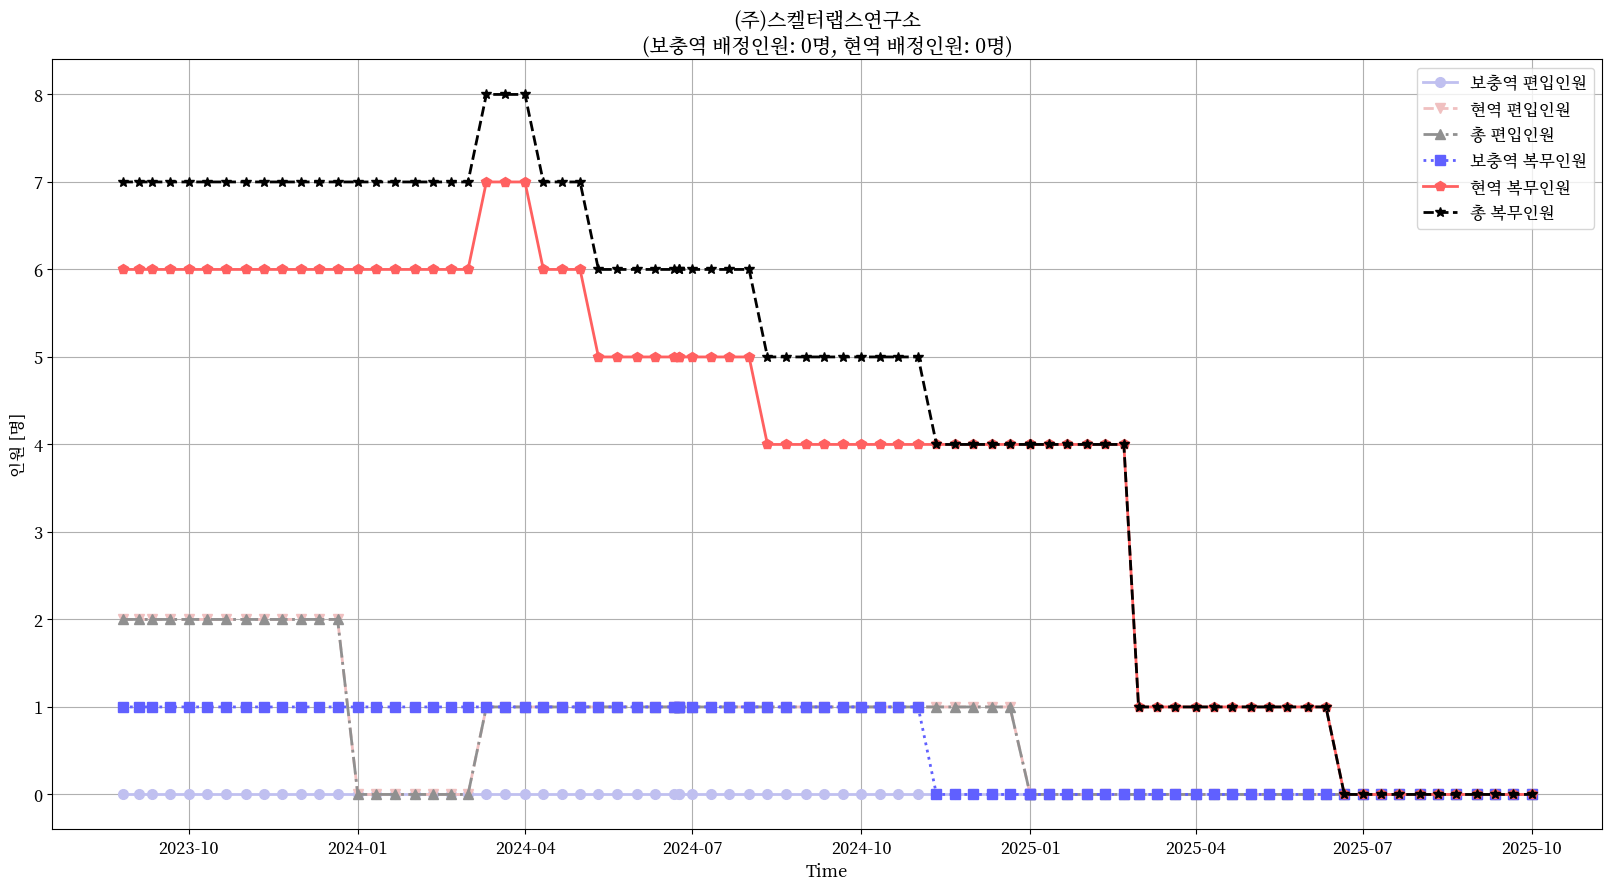 (주)스켈터랩스연구소
(보충역 배정인원: 0명, 현역 배정인원: 0명)
보충역 편입인원
현역 편입인원
총 편입인원
보충역 복무인원
현역 복무인원
총 복무인원
인원 [명]
8
7
6
5
4
3
2
1
0
2023-10
2024-01
2024-04
2024-07
2024-10
2025-01
2025-04
2025-07
2025-10
Time